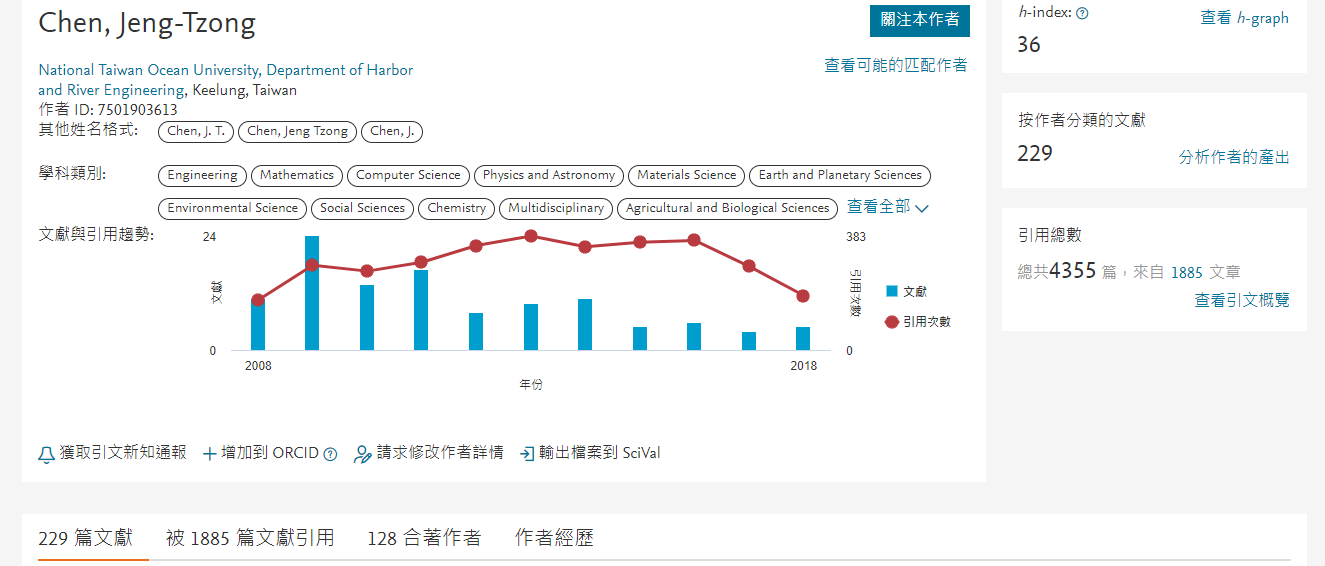 Chen, Jeng-Tzong
關注本作者
National Taiwan Ocean University, Department of Harbor
and River Engineering, Keelung, Taiwan
查看可能的匹配作者
作者 ID: 7501903613
其他姓名格式: Chen, J. T. Chen, Jeng Tzong Chen, J.
學科類別: Engineering Mathematics Computer Science Physics and Astronomy Materials Science Earth and Planetary Sciences
Environmental Science Social Sciences Chemistry Multidisciplinary Agricultural and Biological Sciences 查看全部
文獻與引用趨勢:
24
383
文獻
引用次數
文獻
引用次數
0
0
2008
2018
年份
獲取引文新知通報 增加到 ORCID 請求修改作者詳情 輸出檔案到 SciVal
h-index: 查看 h-graph
36
按作者分類的文獻
229 分析作者的產出
引用總數
總共4355 篇，來自 1885 文章
查看引文概覽
229 篇文獻 被 1885 篇文獻引用 128 合著作者 作者經歷